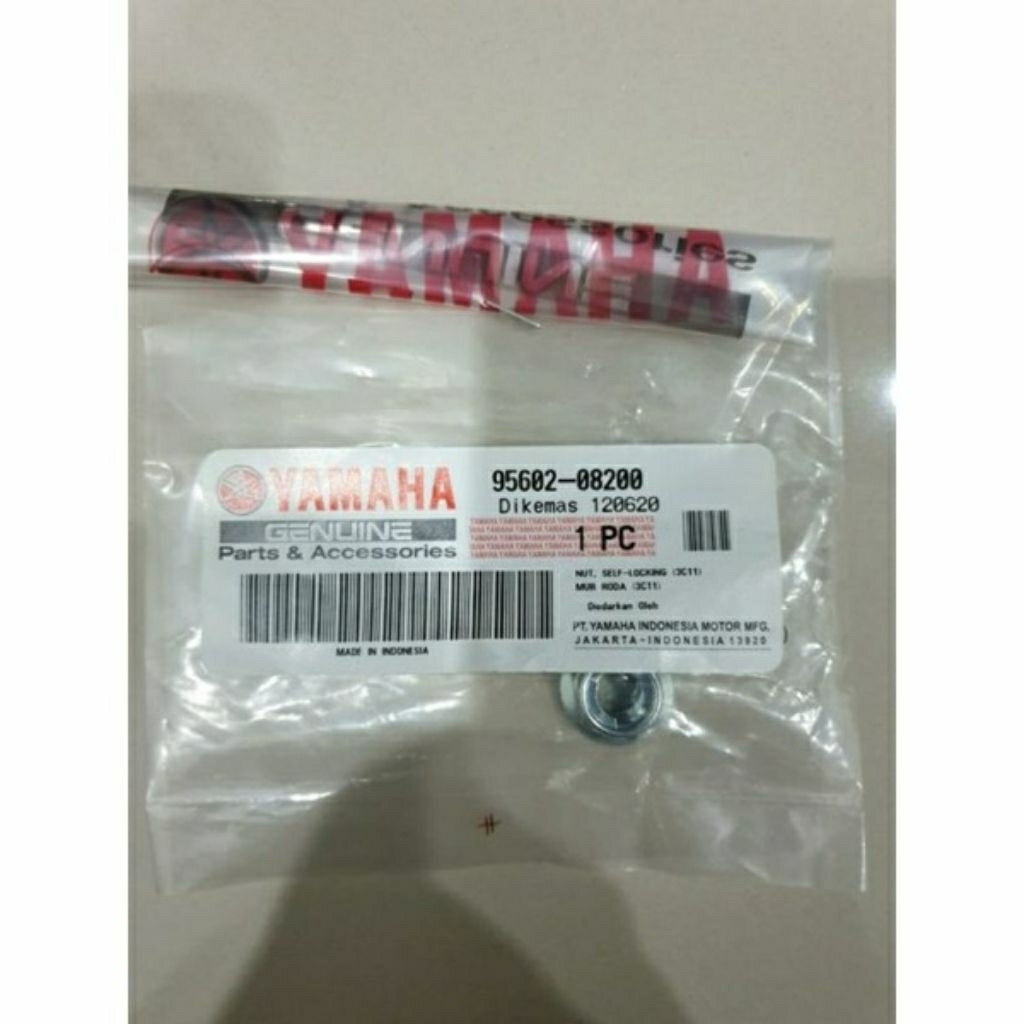 YAMAHA
YAMAHA
95602-08200
Dikemas 120620
GENUINE
Parts & Accessories
1 PC
NUT, SELF-LOCKING (3C11)
MUR RODA (3C11)
Diedarkan Oleh
PT. YAMAHA INDONESIA MOTOR MFG.
JAKARTA-INDONESIA 13920
MADE IN INDONESIA